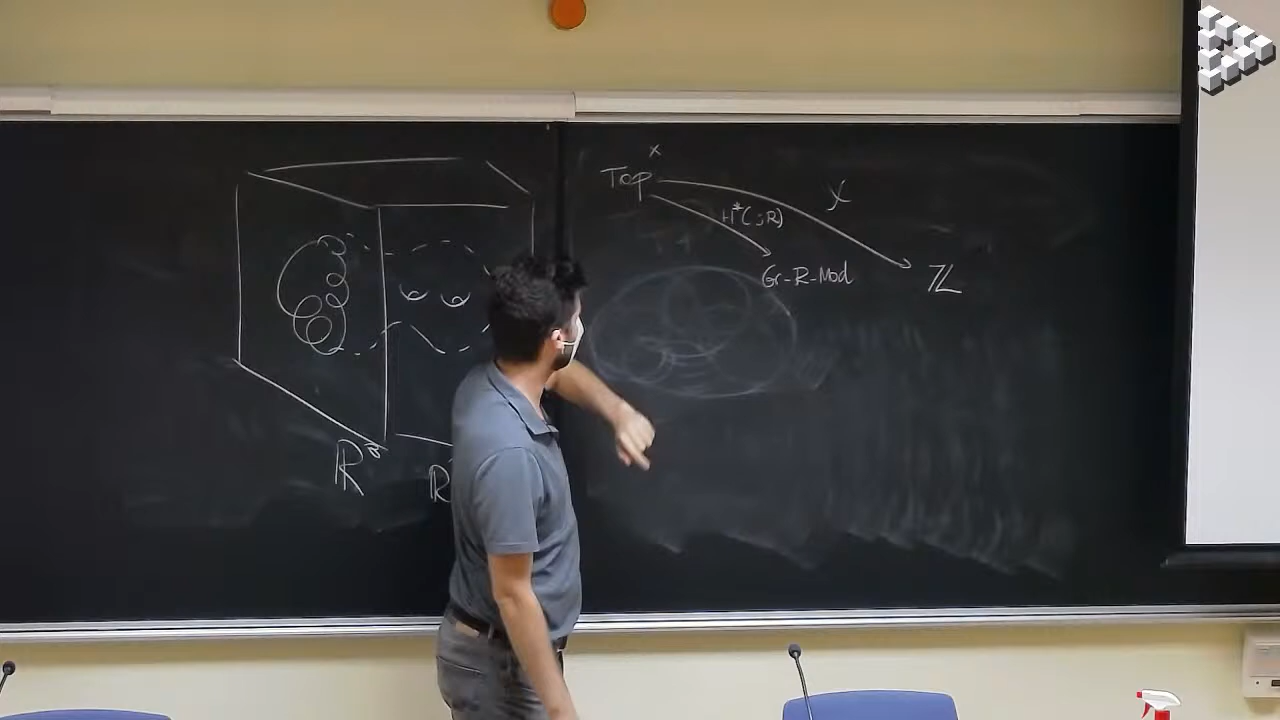 x
Top
χ
H*( ;R)
Gr-R-Mod
ℤ
ℝ
ℝ